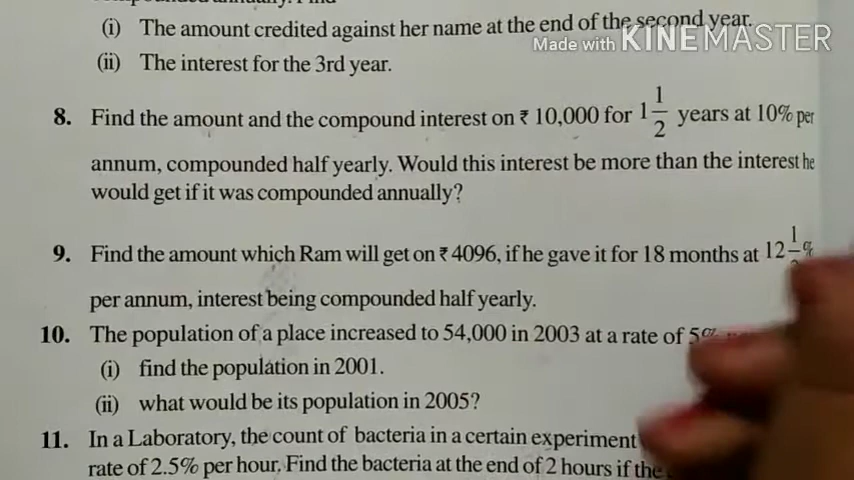 (i) The amount credited against her name at the end of the second year.
Made with KINEMASTER
(ii) The interest for the 3rd year.
8. Find the amount and the compound interest on ₹ 10,000 for 1 1/2 years at 10% per
annum, compounded half yearly. Would this interest be more than the interest he
would get if it was compounded annually?
9. Find the amount which Ram will get on ₹ 4096, if he gave it for 18 months at 12 1/ %
per annum, interest being compounded half yearly.
10. The population of a place increased to 54,000 in 2003 at a rate of 5%
(i) find the population in 2001.
(ii) what would be its population in 2005?
11. In a Laboratory, the count of bacteria in a certain experiment
rate of 2.5% per hour. Find the bacteria at the end of 2 hours if the